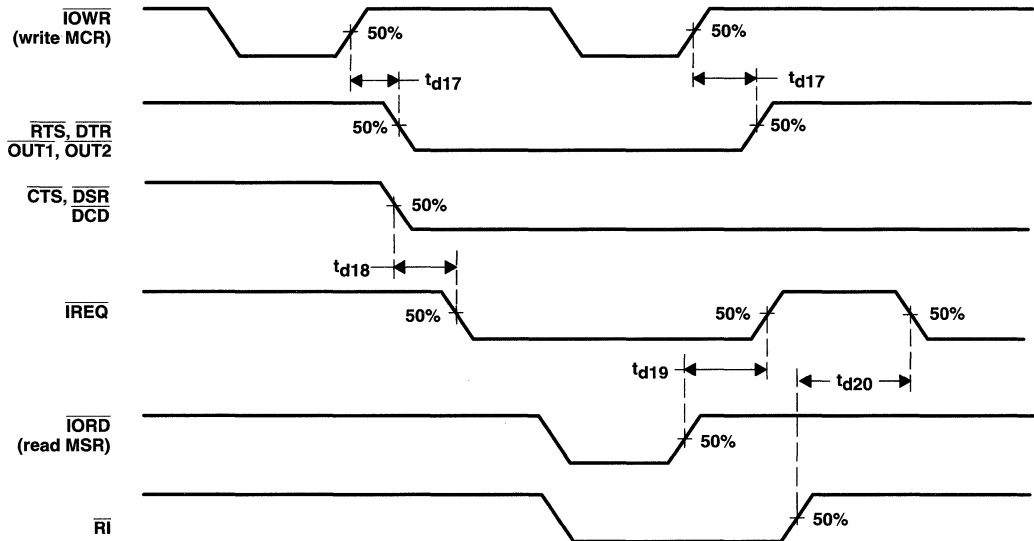 IOWR
(write MCR)
50%
50%
td17
td17
RTS, DTR
OUT1, OUT2
50%
50%
CTS, DSR
DCD
50%
td18
IREQ
50%
50%
50%
td19
td20
IORD
(read MSR)
50%
RI
50%